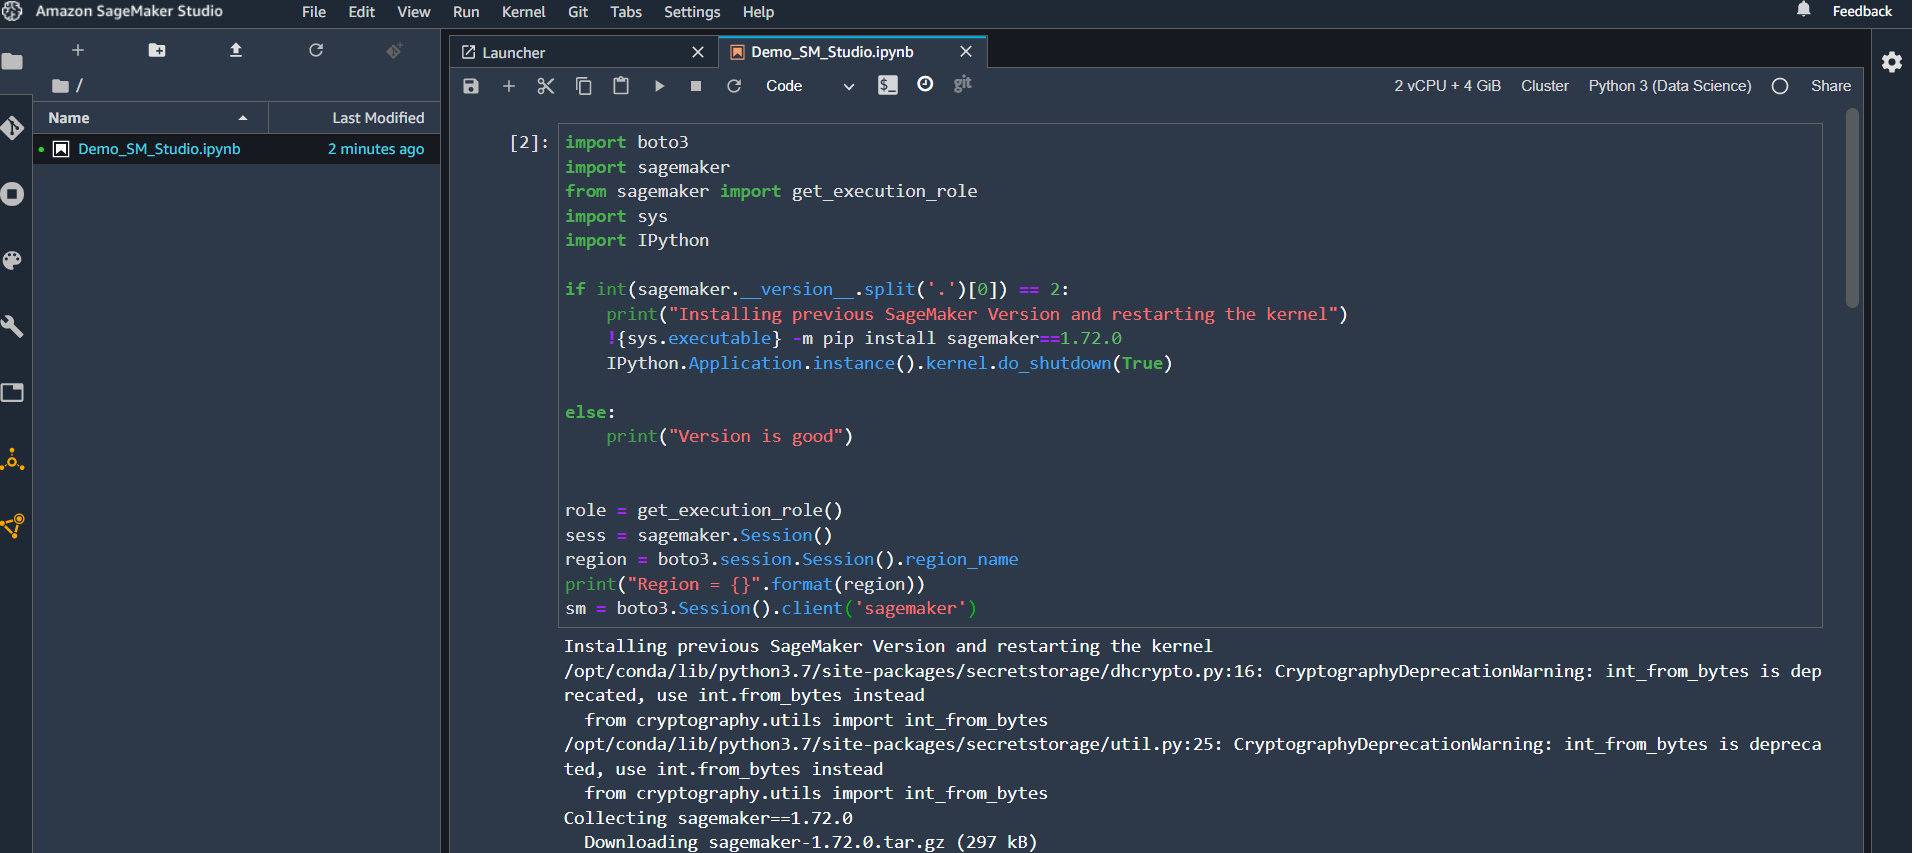 Amazon SageMaker Studio
File Edit View Run Kernel Git Tabs Settings Help
Feedback
Launcher
Demo_SM_Studio.ipynb
/
Code
git
2 vCPU + 4 GiB Cluster Python 3 (Data Science) Share
Name Last Modified
Demo_SM_Studio.ipynb 2 minutes ago
[2]:
import boto3
import sagemaker
from sagemaker import get_execution_role
import sys
import IPython
if int(sagemaker.__version__.split('.')[0]) == 2:
    print("Installing previous SageMaker Version and restarting the kernel")
    !{sys.executable} -m pip install sagemaker==1.72.0
    IPython.Application.instance().kernel.do_shutdown(True)
else:
    print("Version is good")
role = get_execution_role()
sess = sagemaker.Session()
region = boto3.session.Session().region_name
print("Region = {}".format(region))
sm = boto3.Session().client('sagemaker')
Installing previous SageMaker Version and restarting the kernel
/opt/conda/lib/python3.7/site-packages/secretstorage/dhcrypto.py:16: CryptographyDeprecationWarning: int_from_bytes is dep
recated, use int.from_bytes instead
  from cryptography.utils import int_from_bytes
/opt/conda/lib/python3.7/site-packages/secretstorage/util.py:25: CryptographyDeprecationWarning: int_from_bytes is depreca
ted, use int.from_bytes instead
  from cryptography.utils import int_from_bytes
Collecting sagemaker==1.72.0
  Downloading sagemaker-1.72.0.tar.gz (297 kB)